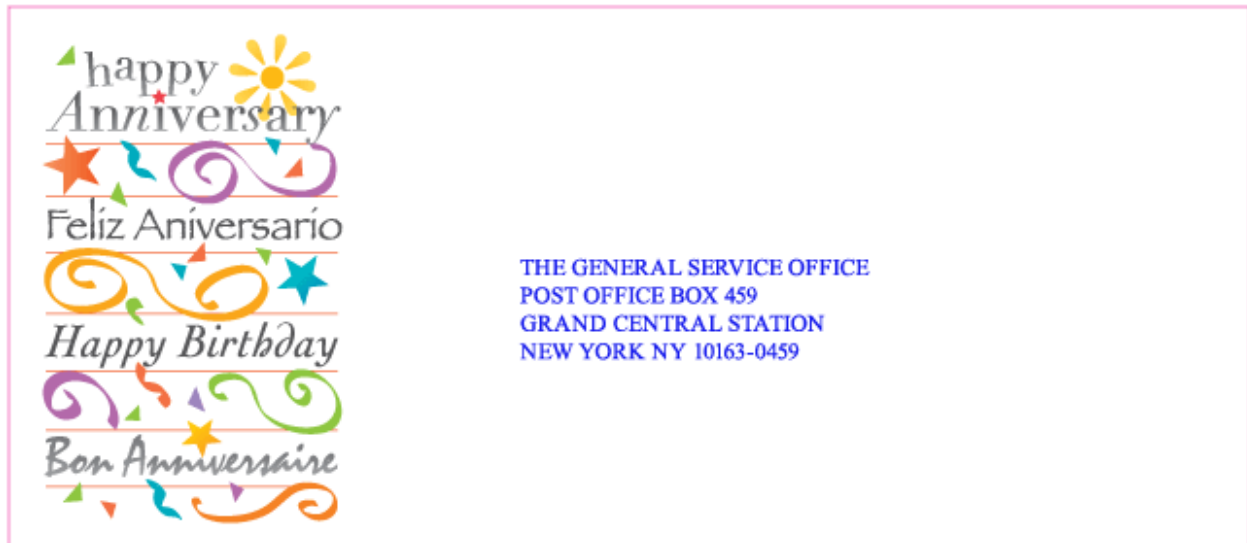 happy
Anniversary
Feliz Aniversario
Happy Birthday
Bon Anniversaire
THE GENERAL SERVICE OFFICE
POST OFFICE BOX 459
GRAND CENTRAL STATION
NEW YORK NY 10163-0459